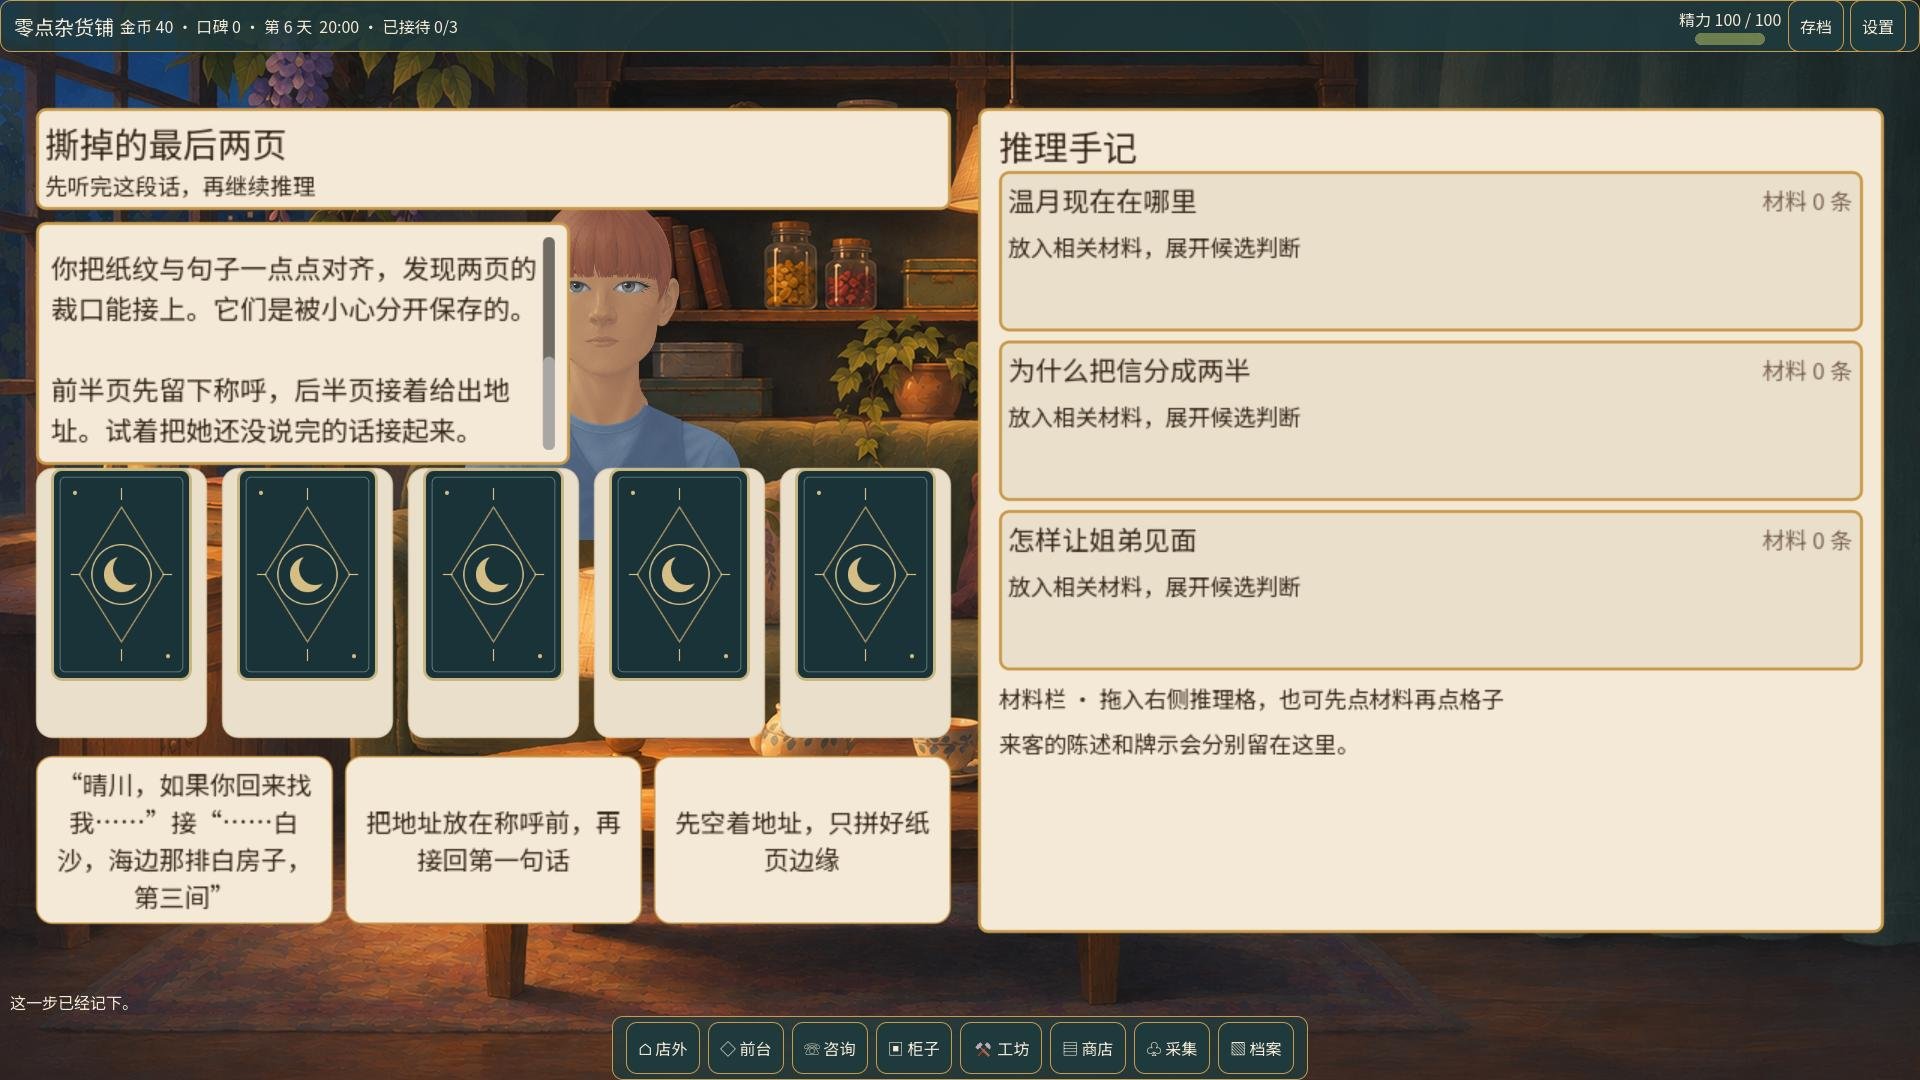 零点杂货铺 金币 40 · 口碑 0 · 第 6 天 20:00 · 已接待 0/3
精力 100 / 100
存档
设置
撕掉的最后两页
先听完这段话，再继续推理
你把纸纹与句子一点点对齐，发现两页的
裁口能接上。它们是被小心分开保存的。
前半页先留下称呼，后半页接着给出地
址。试着把她还没说完的话接起来。
“晴川，如果你回来找
我……”接“……白
沙，海边那排白房子，
第三间”
把地址放在称呼前，再
接回第一句话
先空着地址，只拼好纸
页边缘
推理手记
温月现在在哪里
材料 0 条
放入相关材料，展开候选判断
为什么把信分成两半
材料 0 条
放入相关材料，展开候选判断
怎样让姐弟见面
材料 0 条
放入相关材料，展开候选判断
材料栏 · 拖入右侧推理格，也可先点材料再点格子
来客的陈述和牌示会分别留在这里。
这一步已经记下。
店外
前台
咨询
柜子
工坊
商店
采集
档案